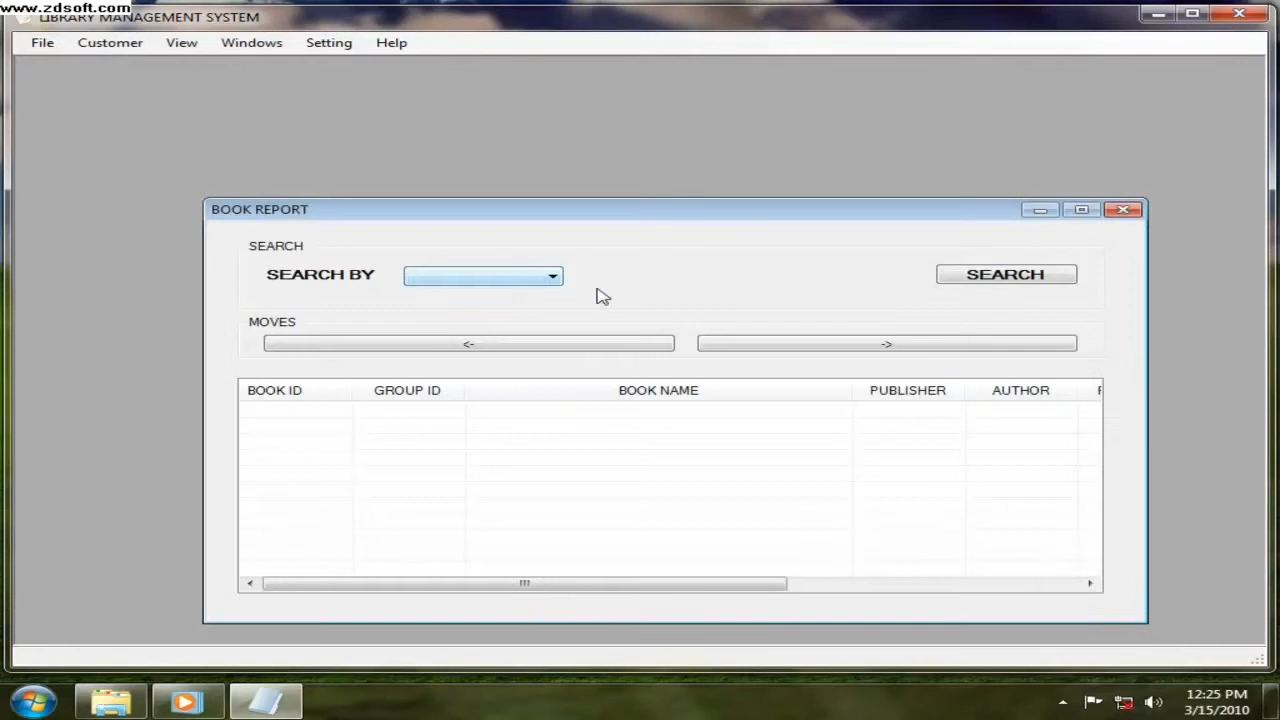 www.zdsoft.com
LIBRARY MANAGEMENT SYSTEM
File Customer View Windows Setting Help
BOOK REPORT
SEARCH
SEARCH BY
SEARCH
MOVES
<-
->
BOOK ID GROUP ID BOOK NAME PUBLISHER AUTHOR
12:25 PM
3/15/2010